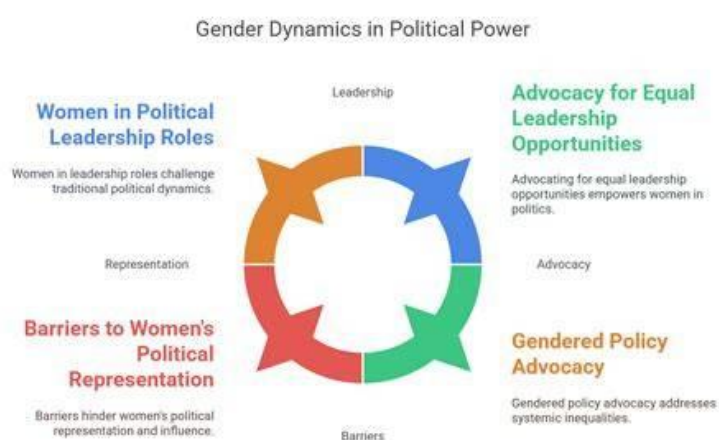 Gender Dynamics in Political Power
Leadership
Women in Political
Leadership Roles
Women in leadership roles challenge
traditional political dynamics.
Advocacy for Equal
Leadership
Opportunities
Advocating for equal leadership
opportunities empowers women in
politics.
Representation
Advocacy
Barriers to Women's
Political
Representation
Barriers hinder women's political
representation and influence.
Gendered Policy
Advocacy
Gendered policy advocacy addresses
systemic inequalities.
Barriers